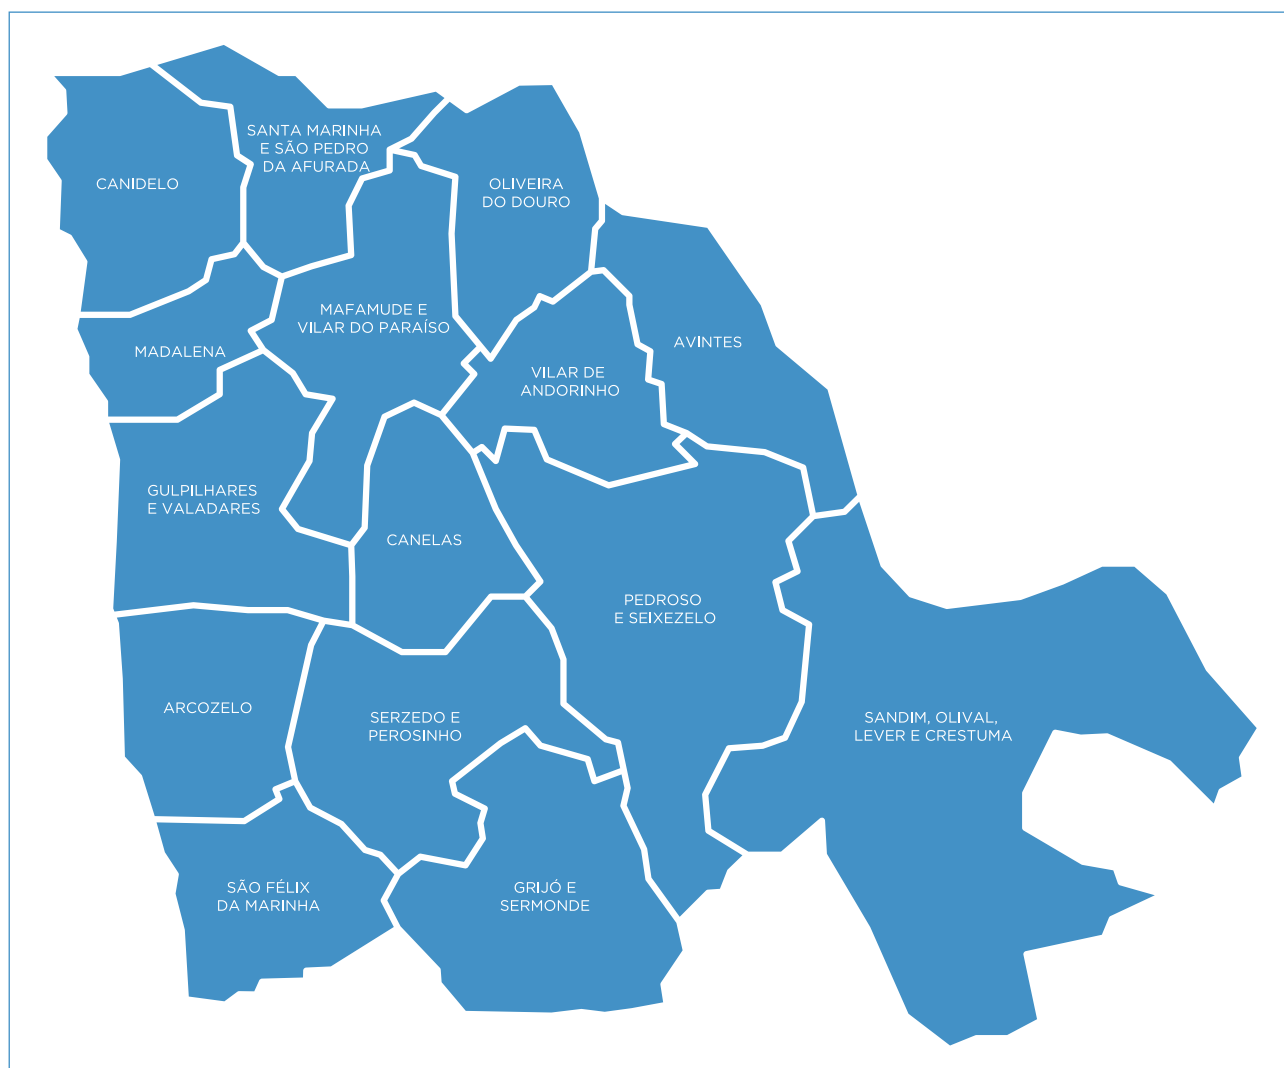 SANTA MARINHA
E SÃO PEDRO
DA AFURADA
CANIDELO
OLIVEIRA
DO DOURO
MAFAMUDE E
VILAR DO PARAÍSO
MADALENA
AVINTES
VILAR DE
ANDORINHO
GULPILHARES
E VALADARES
CANELAS
PEDROSO
E SEIXEZELO
ARCOZELO
SERZEDO E
PEROSINHO
SANDIM, OLIVAL,
LEVER E CRESTUMA
SÃO FÉLIX
DA MARINHA
GRIJÓ E
SERMONDE